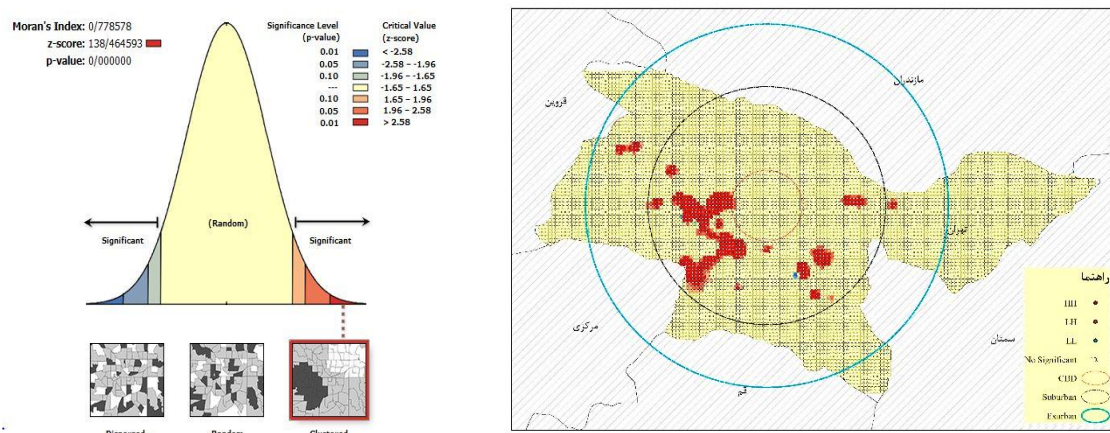 Moran's Index: 0/778578
z-score: 138/464593
p-value: 0/000000
Significance Level
(p-value)
Critical Value
(z-score)
0.01 < -2.58
0.05 -2.58 – -1.96
0.10 -1.96 – -1.65
--- -1.65 – 1.65
0.10 1.65 – 1.96
0.05 1.96 – 2.58
0.01 > 2.58
(Random)
Significant
Significant
Dispersed
Random
Clustered
مازندران
قزوین
تهران
مرکزی
سمنان
قم
راهنما
HH
LH
LL
No Significant
CBD
Suburban
Exurban